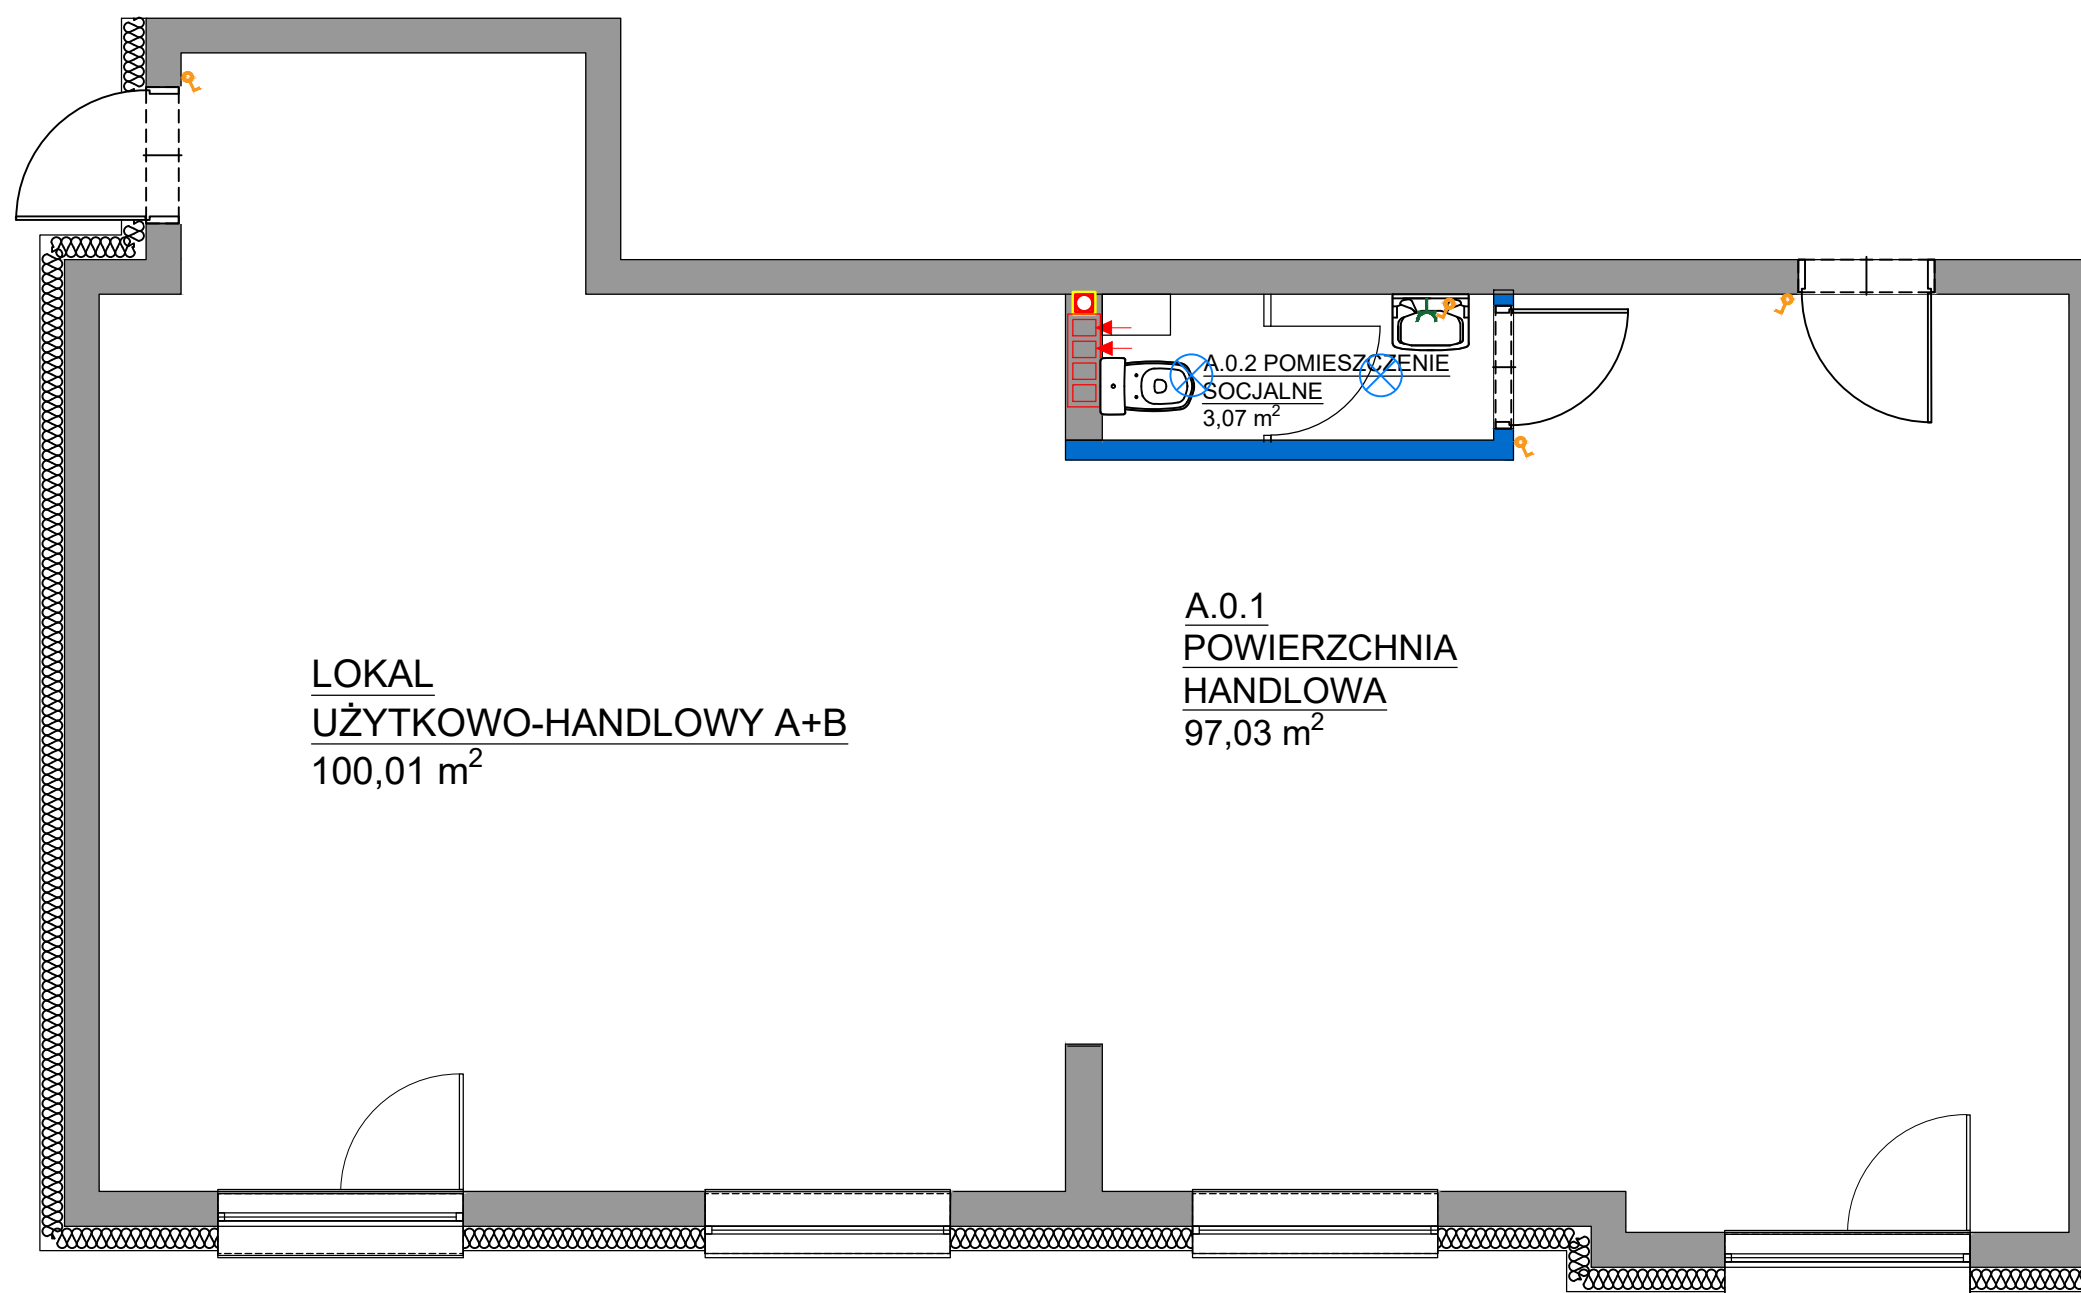 A.0.2 POMIESZCZENIE
SOCJALNE
3,07 m²
A.0.1
POWIERZCHNIA
HANDLOWA
97,03 m²
LOKAL
UŻYTKOWO-HANDLOWY A+B
100,01 m²